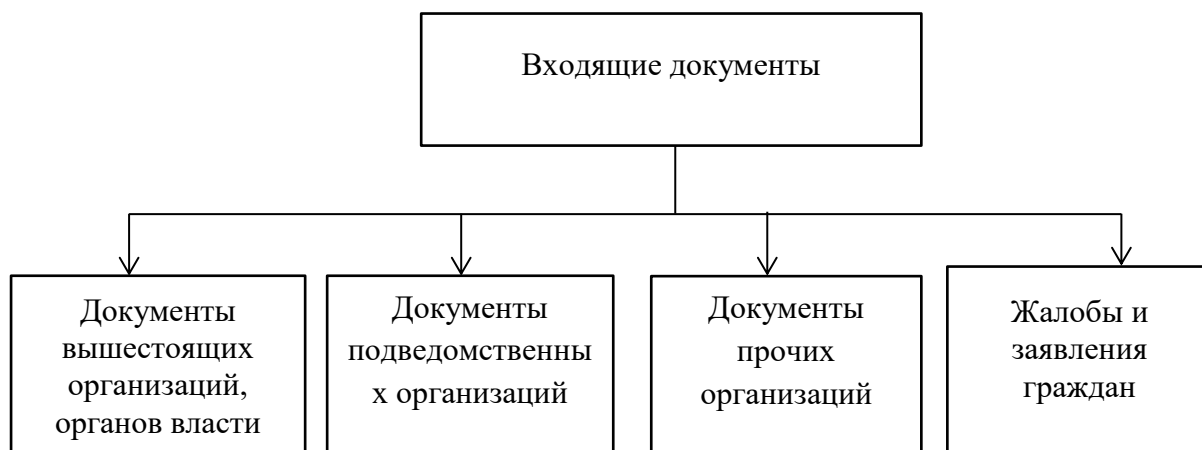 Входящие документы
Документы
вышестоящих
организаций,
органов власти
Документы
подведомственны
х организаций
Документы
прочих
организаций
Жалобы и
заявления
граждан